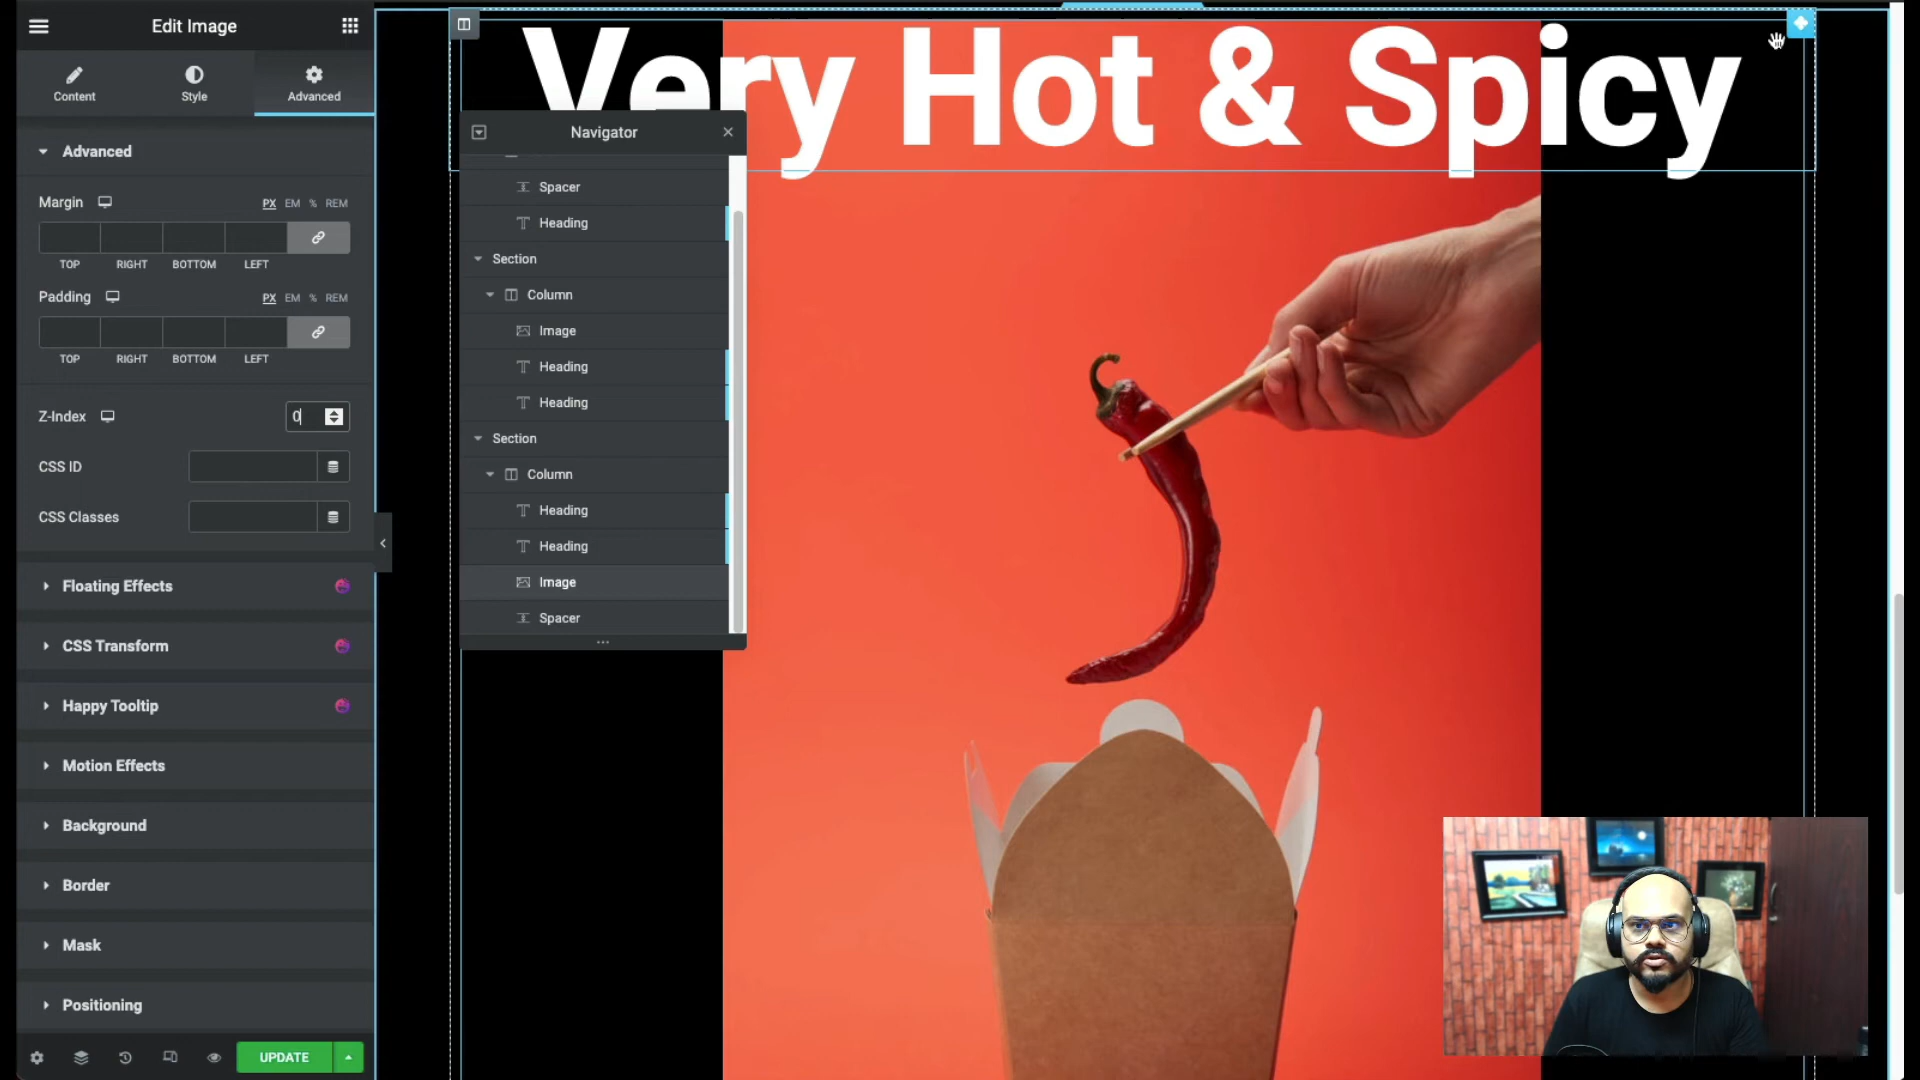 Edit Image
Content
Style
Advanced
Advanced
Margin
PX EM % REM
TOP RIGHT BOTTOM LEFT
Padding
PX EM % REM
TOP RIGHT BOTTOM LEFT
Z-Index
0
CSS ID
CSS Classes
Floating Effects
CSS Transform
Happy Tooltip
Motion Effects
Background
Border
Mask
Positioning
UPDATE
Very Hot & Spicy
Navigator
Spacer
Heading
Section
Column
Image
Heading
Heading
Section
Column
Heading
Heading
Image
Spacer